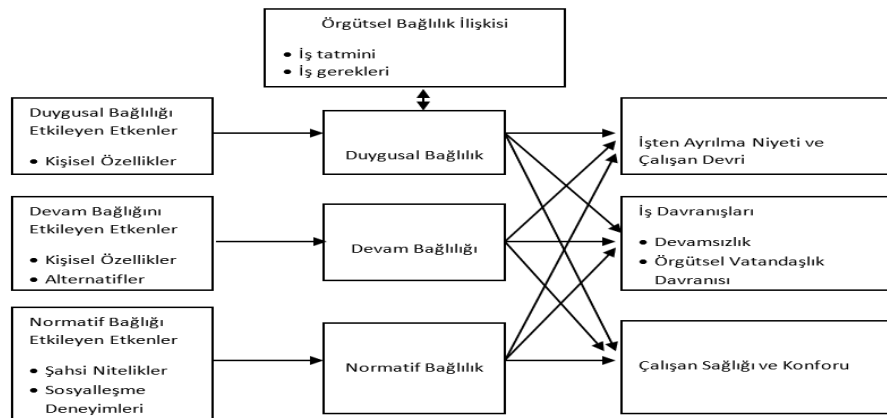 Örgütsel Bağlılık İlişkisi
• İş tatmini
• İş gerekleri
Duygusal Bağlılığı
Etkileyen Etkenler
• Kişisel Özellikler
Duygusal Bağlılık
İşten Ayrılma Niyeti ve
Çalışan Devri
Devam Bağlığını
Etkileyen Etkenler
• Kişisel Özellikler
• Alternatifler
Devam Bağlılığı
İş Davranışları
• Devamsızlık
• Örgütsel Vatandaşlık
Davranısı
Normatif Bağlığı
Etkileyen Etkenler
• Şahsi Nitelikler
• Sosyalleşme
Deneyimleri
Normatif Bağlılık
Çalışan Sağlığı ve Konforu